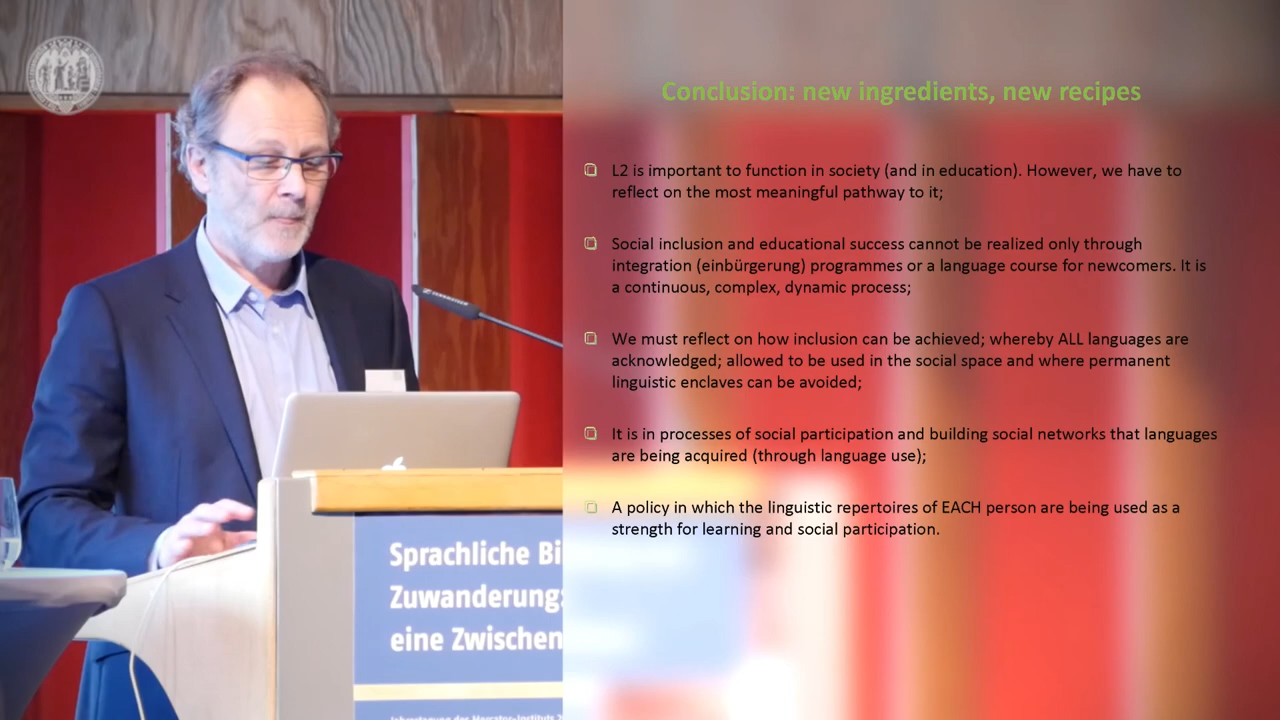 Conclusion: new ingredients, new recipes
L2 is important to function in society (and in education). However, we have to
reflect on the most meaningful pathway to it;
Social inclusion and educational success cannot be realized only through
integration (einbürgerung) programmes or a language course for newcomers. It is
a continuous, complex, dynamic process;
We must reflect on how inclusion can be achieved; whereby ALL languages are
acknowledged; allowed to be used in the social space and where permanent
linguistic enclaves can be avoided;
It is in processes of social participation and building social networks that languages
are being acquired (through language use);
A policy in which the linguistic repertoires of EACH person are being used as a
strength for learning and social participation.
SENNHEISER
Sprachliche Bi
Zuwanderung:
eine Zwischen